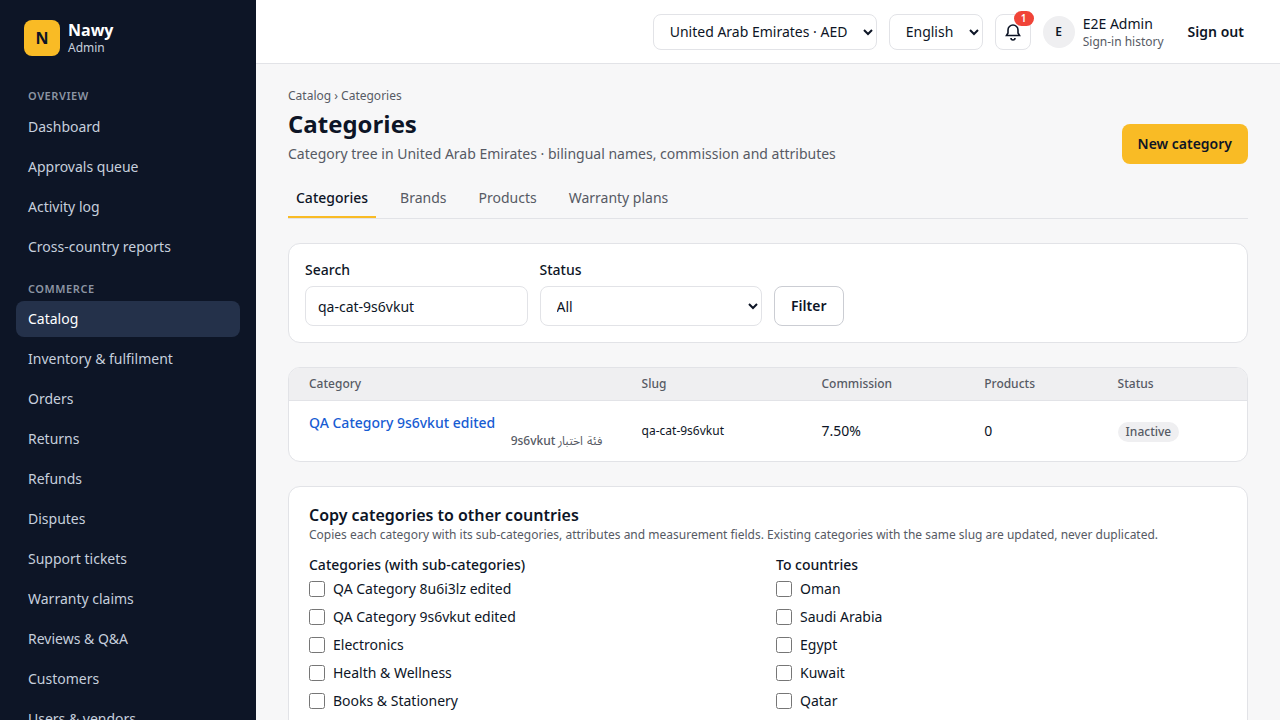 N
Nawy
Admin
OVERVIEW
Dashboard
Approvals queue
Activity log
Cross-country reports
COMMERCE
Catalog
Inventory & fulfilment
Orders
Returns
Refunds
Disputes
Support tickets
Warranty claims
Reviews & Q&A
Customers
Users & vendors
United Arab Emirates · AED
English
1
E
E2E Admin
Sign-in history
Sign out
Catalog › Categories
Categories
Category tree in United Arab Emirates · bilingual names, commission and attributes
New category
Categories Brands Products Warranty plans
Search Status
qa-cat-9s6vkut All Filter
Category Slug Commission Products Status
QA Category 9s6vkut edited
فئة اختبار 9s6vkut
qa-cat-9s6vkut 7.50% 0 Inactive
Copy categories to other countries
Copies each category with its sub-categories, attributes and measurement fields. Existing categories with the same slug are updated, never duplicated.
Categories (with sub-categories)
QA Category 8u6i3lz edited
QA Category 9s6vkut edited
Electronics
Health & Wellness
Books & Stationery
To countries
Oman
Saudi Arabia
Egypt
Kuwait
Qatar